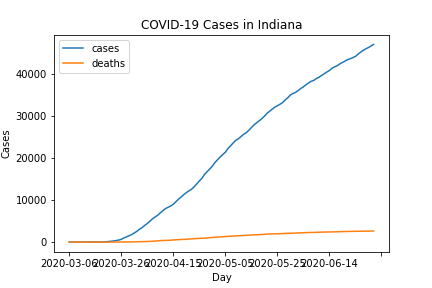 COVID-19 Cases in Indiana
cases
deaths
40000
30000
20000
10000
0
Cases
2020-03-06 2020-03-26 2020-04-15 2020-05-05 2020-05-25 2020-06-14
Day